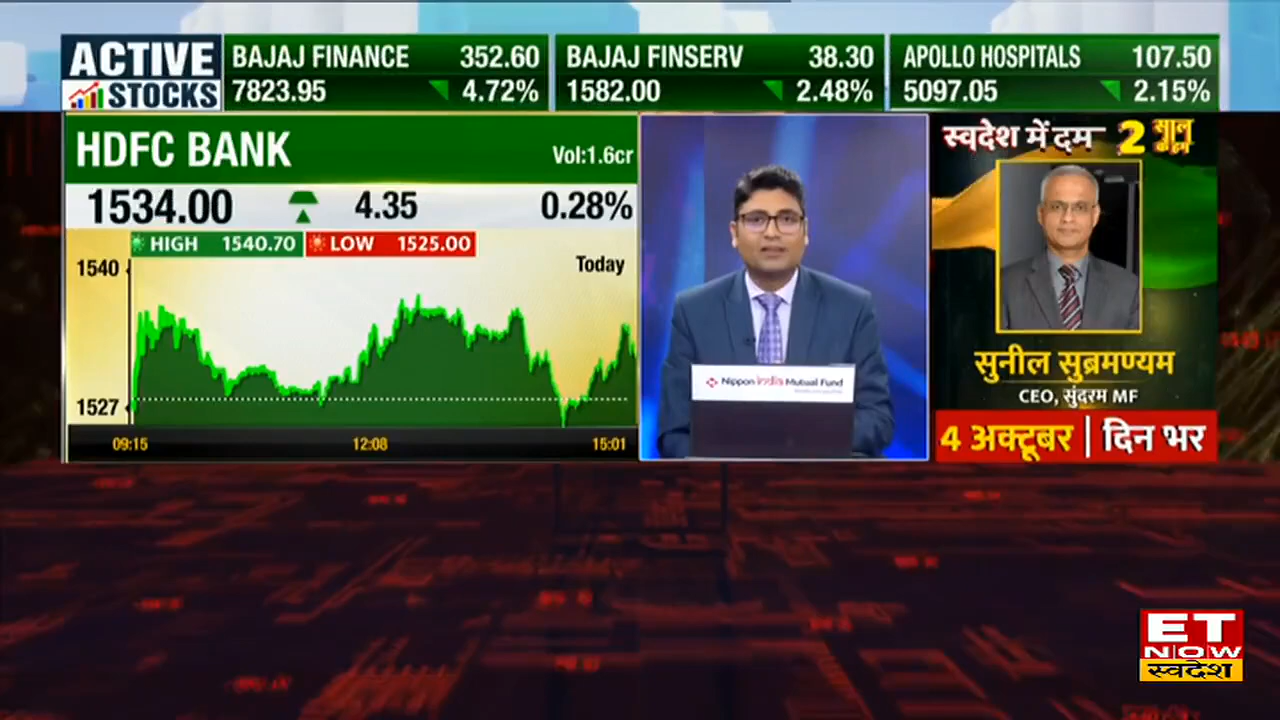 ACTIVE
STOCKS
BAJAJ FINANCE 352.60
7823.95 4.72%
BAJAJ FINSERV 38.30
1582.00 2.48%
APOLLO HOSPITALS 107.50
5097.05 2.15%
HDFC BANK
Vol:1.6cr
1534.00 4.35 0.28%
HIGH 1540.70 LOW 1525.00
Today
1540
1527
09:15 12:08 15:01
Nippon india Mutual Fund
स्वदेश में दम 2 साल
सुनील सुब्रमण्यम
CEO, सुंदरम MF
4 अक्टूबर | दिन भर
ET
NOW
स्वदेश